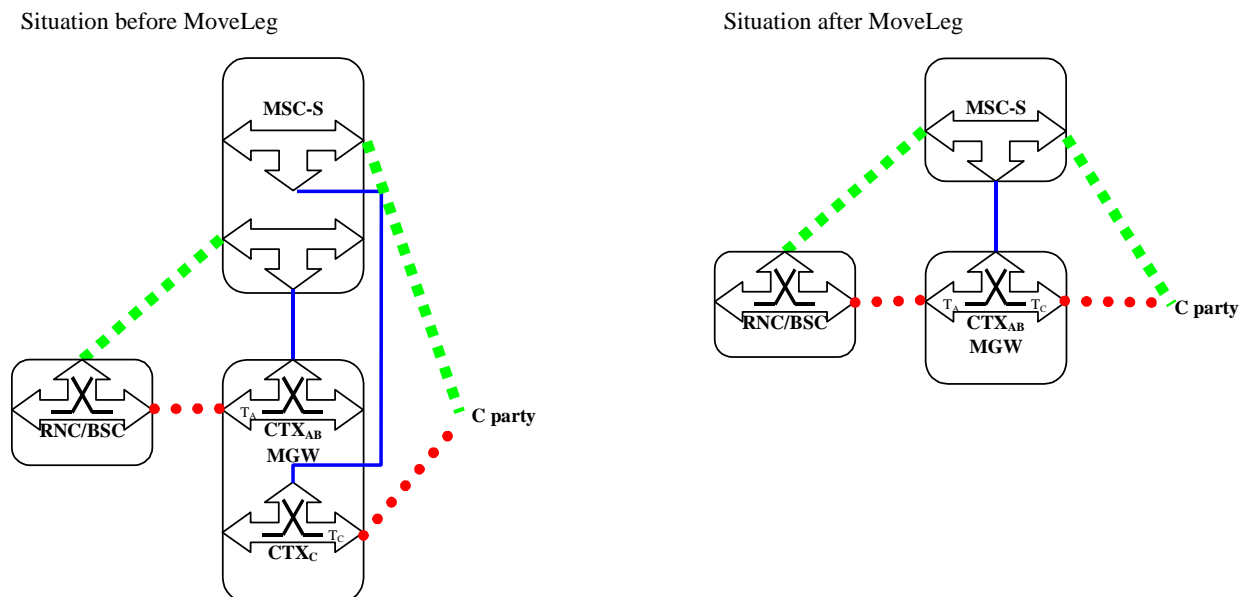 Situation before MoveLeg
MSC-S
RNC/BSC
TA
CTXAB
MGW
C party
TC
CTXC
Situation after MoveLeg
MSC-S
RNC/BSC
TA
TC
CTXAB
MGW
C party